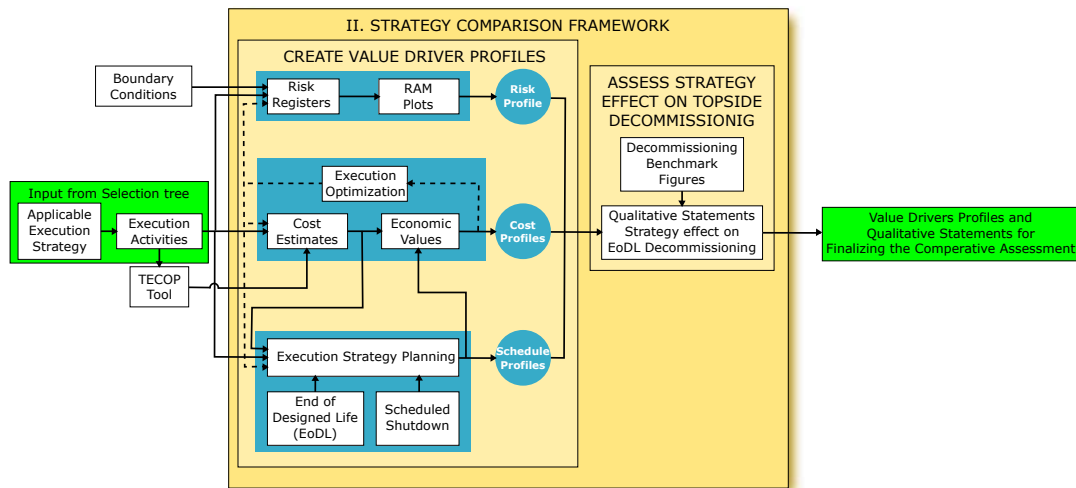 II. STRATEGY COMPARISON FRAMEWORK
CREATE VALUE DRIVER PROFILES
Boundary
Conditions
Risk
Registers
RAM
Plots
Risk
Profile
ASSESS STRATEGY
EFFECT ON TOPSIDE
DECOMMISSIONIG
Decommissioning
Benchmark
Figures
Execution
Optimization
Input from Selection tree
Applicable
Execution
Strategy
Execution
Activities
Cost
Estimates
Economic
Values
Cost
Profiles
Qualitative Statements
Strategy effect on
EoDL Decommissioning
Value Drivers Profiles and
Qualitative Statements for
Finalizing the Comperative Assessment
TECOP
Tool
Execution Strategy Planning
Schedule
Profiles
End of
Designed Life
(EoDL)
Scheduled
Shutdown